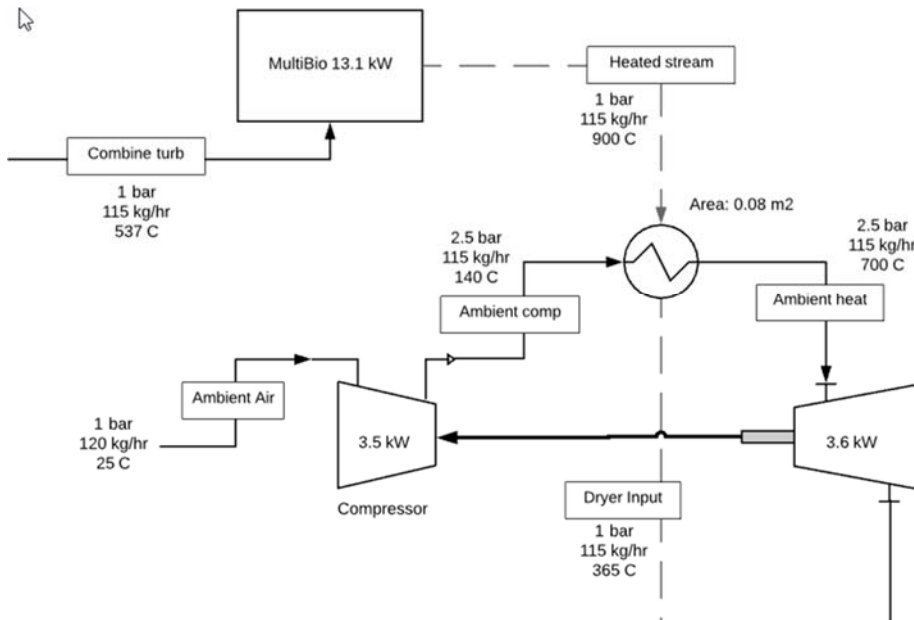 MultiBio 13.1 kW
Heated stream
1 bar
115 kg/hr
900 C
Combine turb
1 bar
115 kg/hr
537 C
Area: 0.08 m2
2.5 bar
115 kg/hr
140 C
2.5 bar
115 kg/hr
700 C
Ambient comp
Ambient heat
Ambient Air
1 bar
120 kg/hr
25 C
3.5 kW
3.6 kW
Compressor
Dryer Input
1 bar
115 kg/hr
365 C